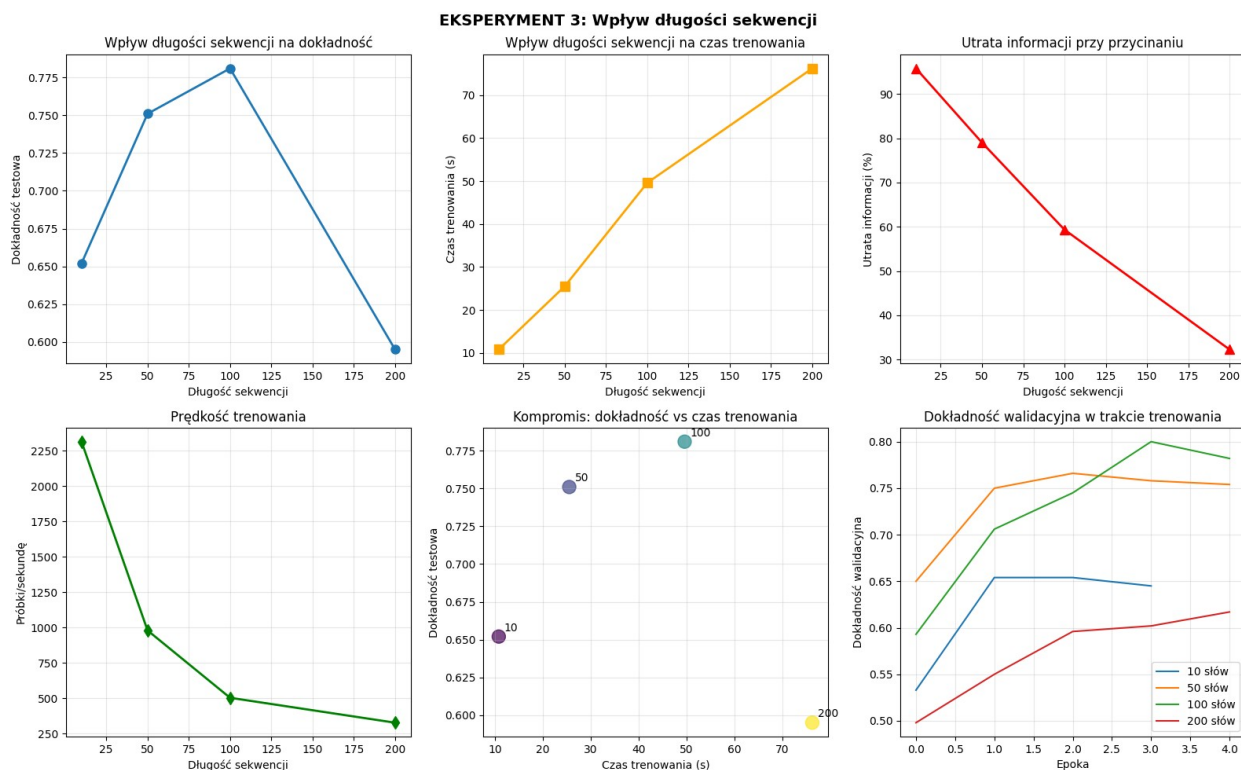 EKSPERYMENT 3: Wpływ długości sekwencji
Wpływ długości sekwencji na dokładność
Dokładność testowa
0.775
0.750
0.725
0.700
0.675
0.650
0.625
0.600
25 50 75 100 125 150 175 200
Długość sekwencji
Wpływ długości sekwencji na czas trenowania
Czas trenowania (s)
70
60
50
40
30
20
10
25 50 75 100 125 150 175 200
Długość sekwencji
Utrata informacji przy przycinaniu
Utrata informacji (%)
90
80
70
60
50
40
30
25 50 75 100 125 150 175 200
Długość sekwencji
Prędkość trenowania
Próbki/sekundę
2250
2000
1750
1500
1250
1000
750
500
250
25 50 75 100 125 150 175 200
Długość sekwencji
Kompromis: dokładność vs czas trenowania
Dokładność testowa
0.775
0.750
0.725
0.700
0.675
0.650
0.625
0.600
100
50
10
200
10 20 30 40 50 60 70
Czas trenowania (s)
Dokładność walidacyjna w trakcie trenowania
Dokładność walidacyjna
0.80
0.75
0.70
0.65
0.60
0.55
0.50
10 słów
50 słów
100 słów
200 słów
0.0 0.5 1.0 1.5 2.0 2.5 3.0 3.5 4.0
Epoka